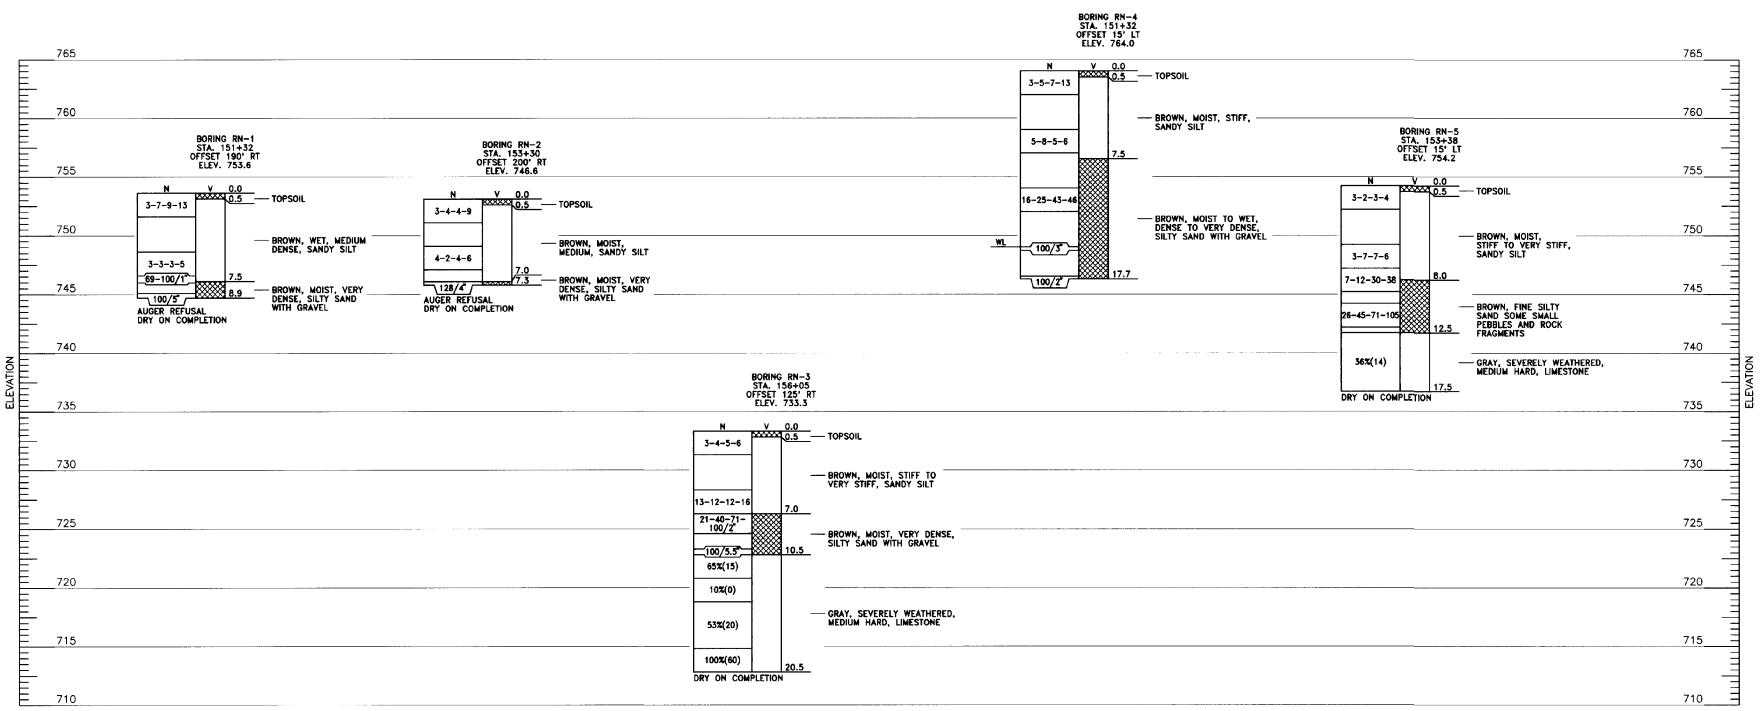 BORING RN-4
STA. 151+32
OFFSET 15' LT
ELEV. 764.0
765
765
N V 0.0
3-5-7-13
0.5
TOPSOIL
760
760
BROWN, MOIST, STIFF,
SANDY SILT
5-8-5-6
7.5
16-25-43-46
BROWN, MOIST TO WET,
DENSE TO VERY DENSE,
SILTY SAND WITH GRAVEL
WL
100/3"
17.7
100/2"
BORING RN-1
STA. 151+32
OFFSET 190' RT
ELEV. 753.6
755
755
N V 0.0
3-7-9-13
0.5
TOPSOIL
750
750
BROWN, WET, MEDIUM
DENSE, SANDY SILT
3-3-3-5
69-100/1"
7.5
BROWN, MOIST, VERY
DENSE, SILTY SAND
WITH GRAVEL
100/5"
8.9
AUGER REFUSAL
DRY ON COMPLETION
BORING RN-2
STA. 153+30
OFFSET 200' RT
ELEV. 746.6
N V 0.0
3-4-4-9
0.5
TOPSOIL
BROWN, MOIST,
MEDIUM, SANDY SILT
4-2-4-6
7.0
128/4"
7.3
BROWN, MOIST, VERY
DENSE, SILTY SAND
WITH GRAVEL
AUGER REFUSAL
DRY ON COMPLETION
BORING RN-5
STA. 153+38
OFFSET 15' LT
ELEV. 754.2
N V 0.0
3-2-3-4
0.5
TOPSOIL
BROWN, MOIST,
STIFF TO VERY STIFF,
SANDY SILT
3-7-7-6
8.0
7-12-30-38
BROWN, FINE SILTY
SAND SOME SMALL
PEBBLES AND ROCK
FRAGMENTS
26-45-71-105
12.5
36%(14)
GRAY, SEVERELY WEATHERED,
MEDIUM HARD, LIMESTONE
17.5
DRY ON COMPLETION
745
745
740
740
ELEVATION
ELEVATION
BORING RN-3
STA. 156+05
OFFSET 125' RT
ELEV. 733.3
735
735
N V 0.0
3-4-5-6
0.5
TOPSOIL
730
730
BROWN, MOIST, STIFF TO
VERY STIFF, SANDY SILT
13-12-12-16
7.0
21-40-71-
100/2"
725
725
BROWN, MOIST, VERY DENSE,
SILTY SAND WITH GRAVEL
100/5.5"
10.5
65%(15)
720
720
10%(0)
GRAY, SEVERELY WEATHERED,
MEDIUM HARD, LIMESTONE
53%(20)
715
715
100%(60)
20.5
DRY ON COMPLETION
710
710